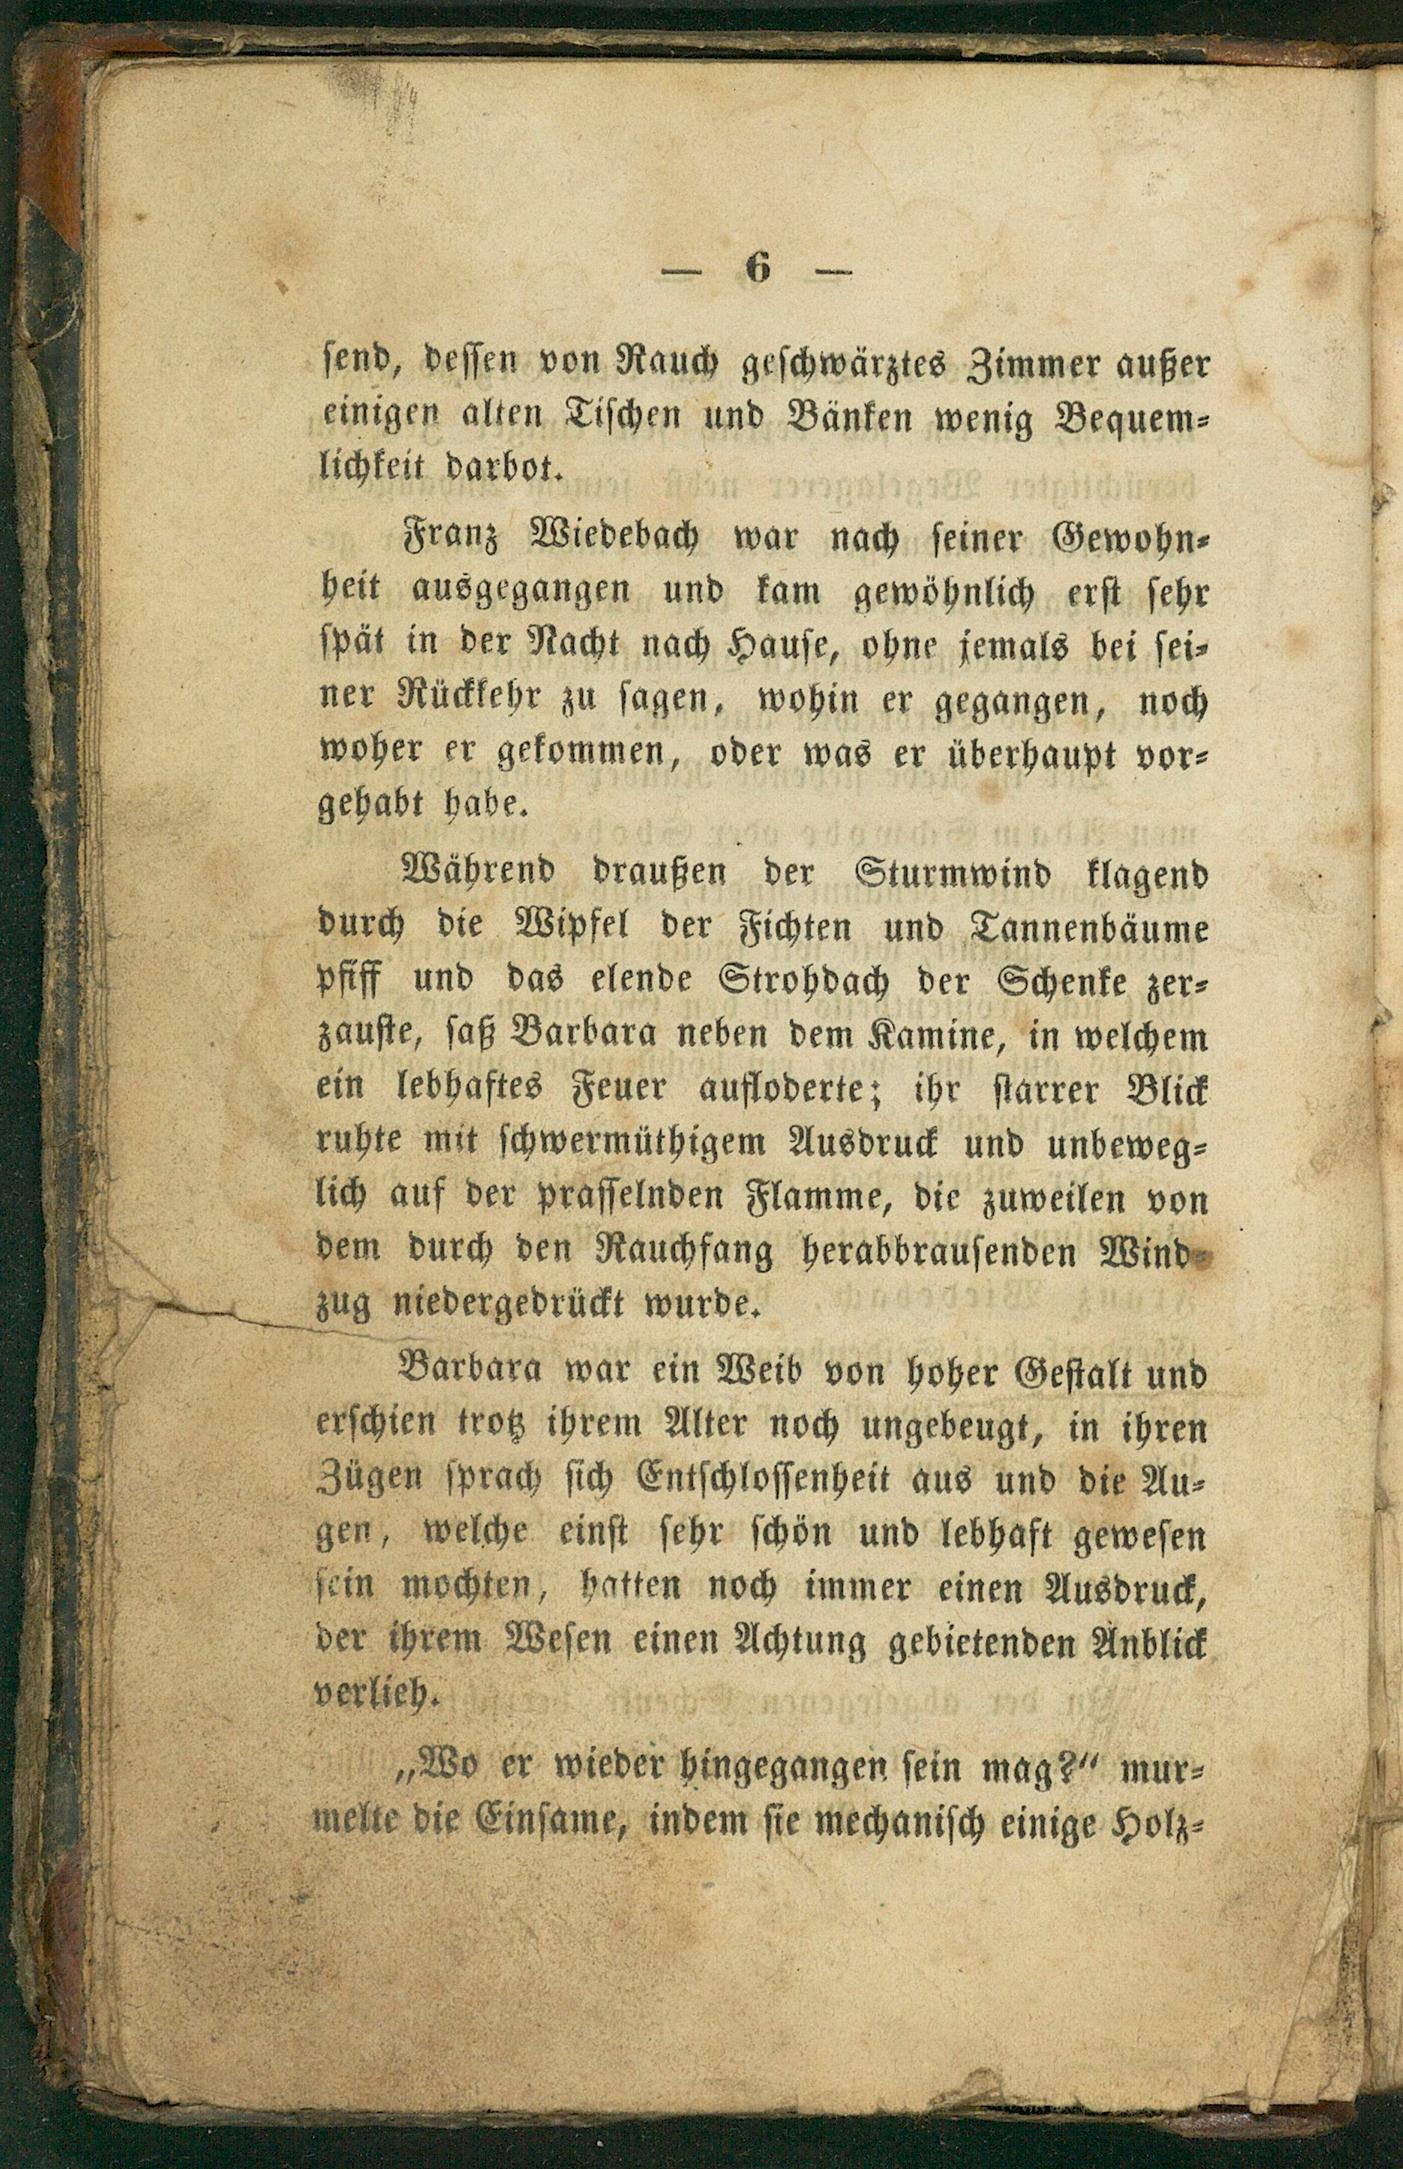 — 6 —
send, dessen von Rauch geschwärztes Zimmer außer
einigen alten Tischen und Bänken wenig Bequem-
lichkeit darbot.
Franz Wiedebach war nach seiner Gewohn-
heit ausgegangen und kam gewöhnlich erst sehr
spät in der Nacht nach Hause, ohne jemals bei sei-
ner Rückkehr zu sagen, wohin er gegangen, noch
woher er gekommen, oder was er überhaupt vor-
gehabt habe.
Während draußen der Sturmwind klagend
durch die Wipfel der Fichten und Tannenbäume
pfiff und das elende Strohdach der Schenke zer-
zauste, saß Barbara neben dem Kamine, in welchem
ein lebhaftes Feuer aufloderte; ihr starrer Blick
ruhte mit schwermüthigem Ausdruck und unbeweg-
lich auf der prasselnden Flamme, die zuweilen von
dem durch den Rauchfang herabbrausenden Wind-
zug niedergedrückt wurde.
Barbara war ein Weib von hoher Gestalt und
erschien trotz ihrem Alter noch ungebeugt, in ihren
Zügen sprach sich Entschlossenheit aus und die Au-
gen, welche einst sehr schön und lebhaft gewesen
sein mochten, hatten noch immer einen Ausdruck,
der ihrem Wesen einen Achtung gebietenden Anblick
verlieh.
„Wo er wieder hingegangen sein mag?“ mur-
melte die Einsame, indem sie mechanisch einige Holz-